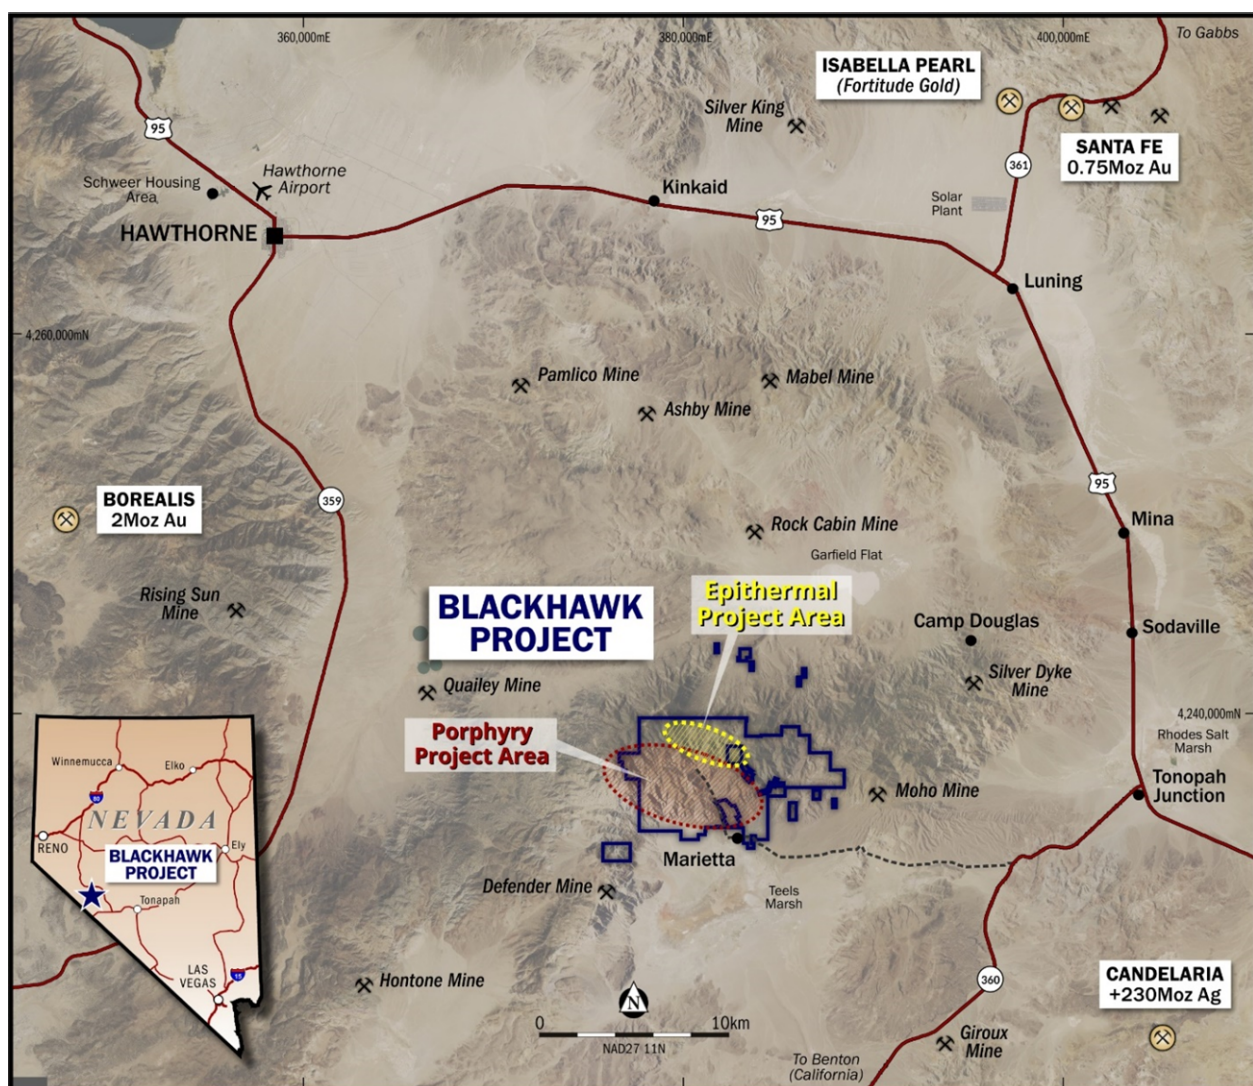 360,000mE
380,000mE
400,000mE
To Gabbs
ISABELLA PEARL
(Fortitude Gold)
Silver King
Mine
95
SANTA FE
0.75Moz Au
361
Hawthorne
Airport
Schweer Housing
Area
Kinkaid
Solar
Plant
95
HAWTHORNE
Luning
4,260,000mN
Pamlico Mine
Mabel Mine
Ashby Mine
95
BOREALIS
2Moz Au
359
Mina
Rock Cabin Mine
Garfield Flat
Rising Sun
Mine
BLACKHAWK
PROJECT
Epithermal
Project Area
Camp Douglas
Sodaville
Silver Dyke
Mine
Quailey Mine
4,240,000mN
Porphyry
Project Area
Rhodes Salt
Marsh
Tonopah
Junction
Moho Mine
Marietta
Defender Mine
Teels
Marsh
Hontone Mine
N
0
10km
NAD27 11N
360
CANDELARIA
+230Moz Ag
Giroux
Mine
To Benton
(California)
Winnemucca
Elko
80
NEVADA
RENO
Ely
BLACKHAWK
PROJECT
Tonapah
LAS
VEGAS
15